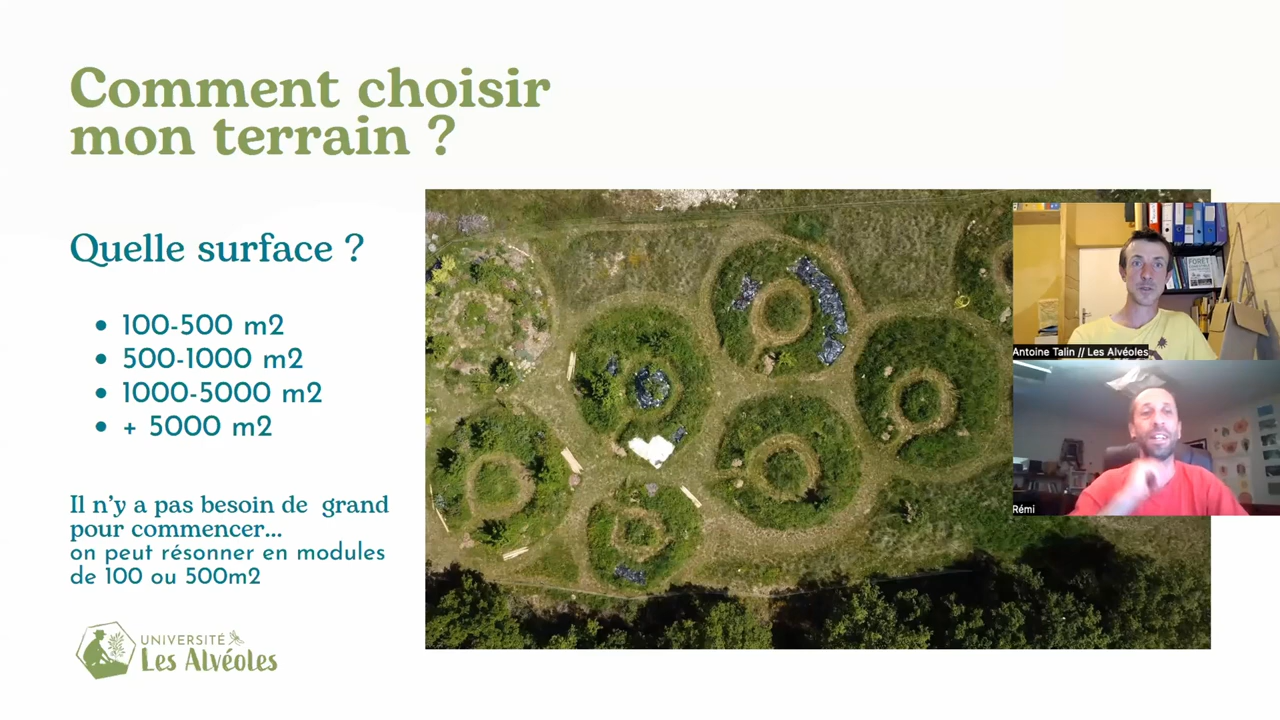 Comment choisir
mon terrain ?
Quelle surface ?
• 100-500 m2
• 500-1000 m2
• 1000-5000 m2
• + 5000 m2
Il n'y a pas besoin de grand
pour commencer...
on peut résonner en modules
de 100 ou 500m2
UNIVERSITÉ
Les Alvéoles
FORÊT
Antoine Talin // Les Alvéoles
Rémi